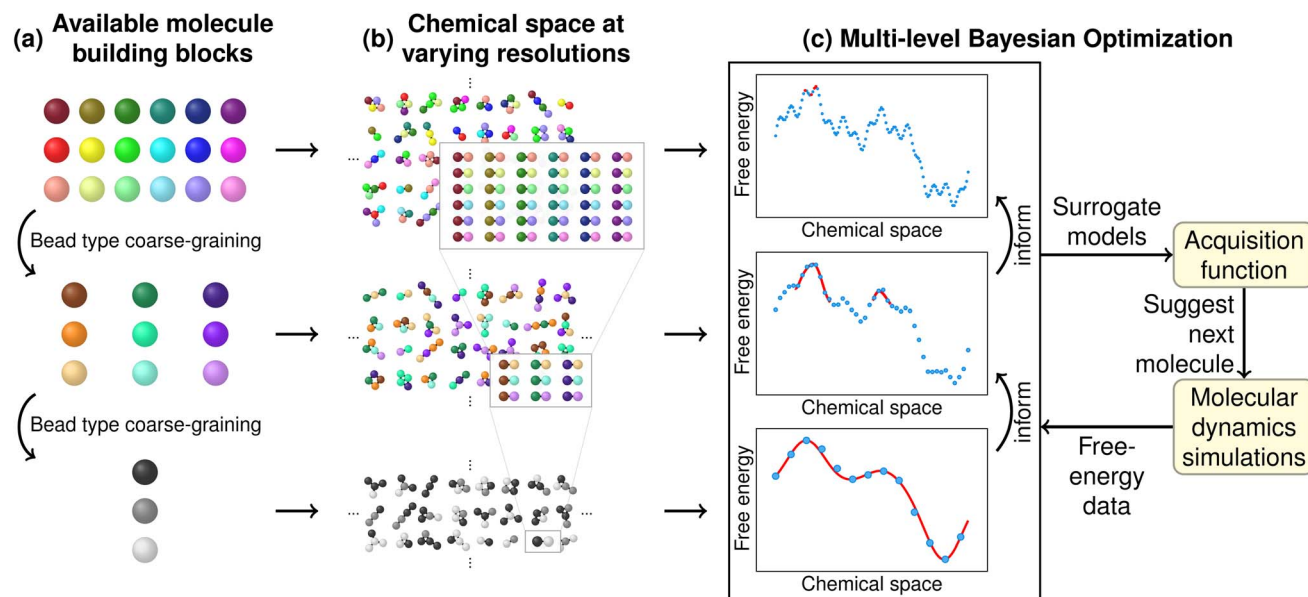 (a) Available molecule
building blocks
Bead type coarse-graining
Bead type coarse-graining
(b) Chemical space at
varying resolutions
...
...
...
...
...
...
...
...
...
...
...
(c) Multi-level Bayesian Optimization
Free energy
Chemical space
Free energy
Chemical space
Free energy
Chemical space
inform
inform
Surrogate
models
Acquisition
function
Suggest
next
molecule
Molecular
dynamics
simulations
Free-
energy
data